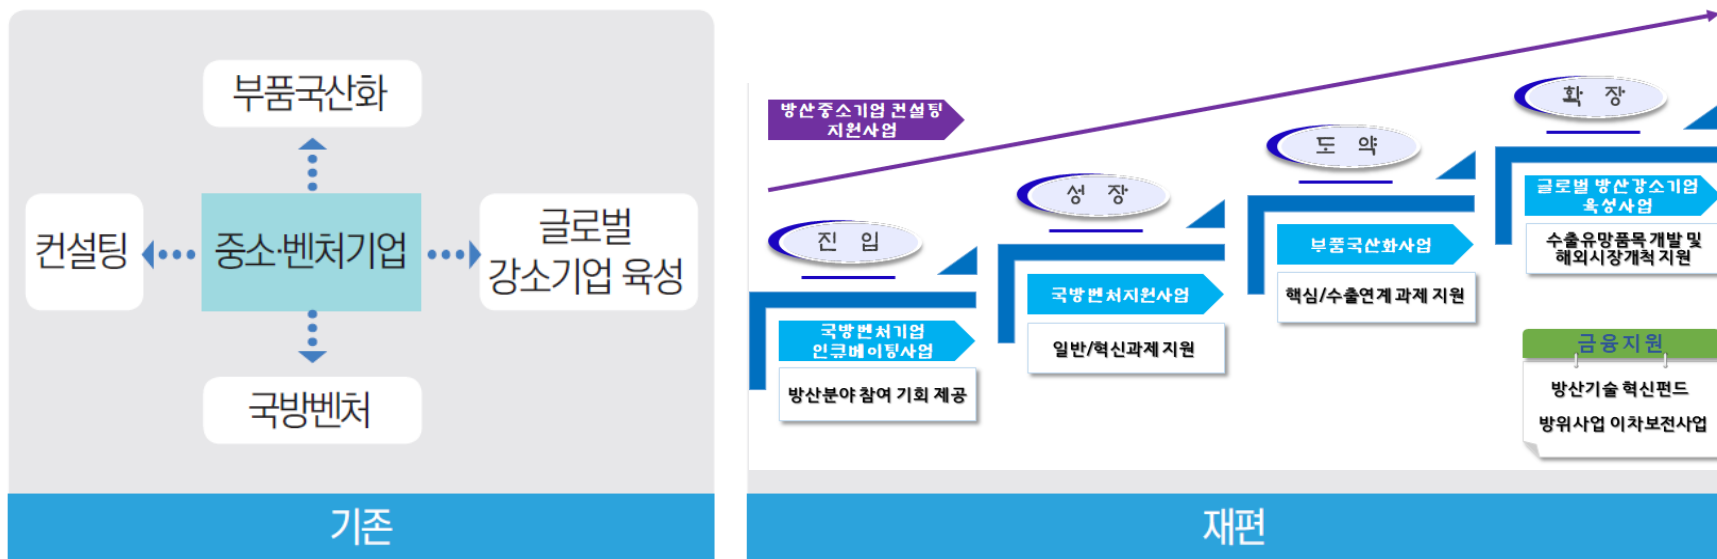 부품국산화
컨설팅
중소·벤처기업
글로벌
강소기업 육성
국방벤처
기존
방산중소기업 컨설팅
지원사업
진 입
국방벤처기업
인큐베이팅사업
방산분야 참여 기회 제공
성 장
국방벤처지원사업
일반/혁신과제 지원
도 약
부품국산화사업
핵심/수출연계 과제 지원
확 장
글로벌 방산강소기업
육성사업
수출유망품목 개발 및
해외시장개척 지원
금융지원
방산기술 혁신펀드
방위사업 이차보전사업
재편